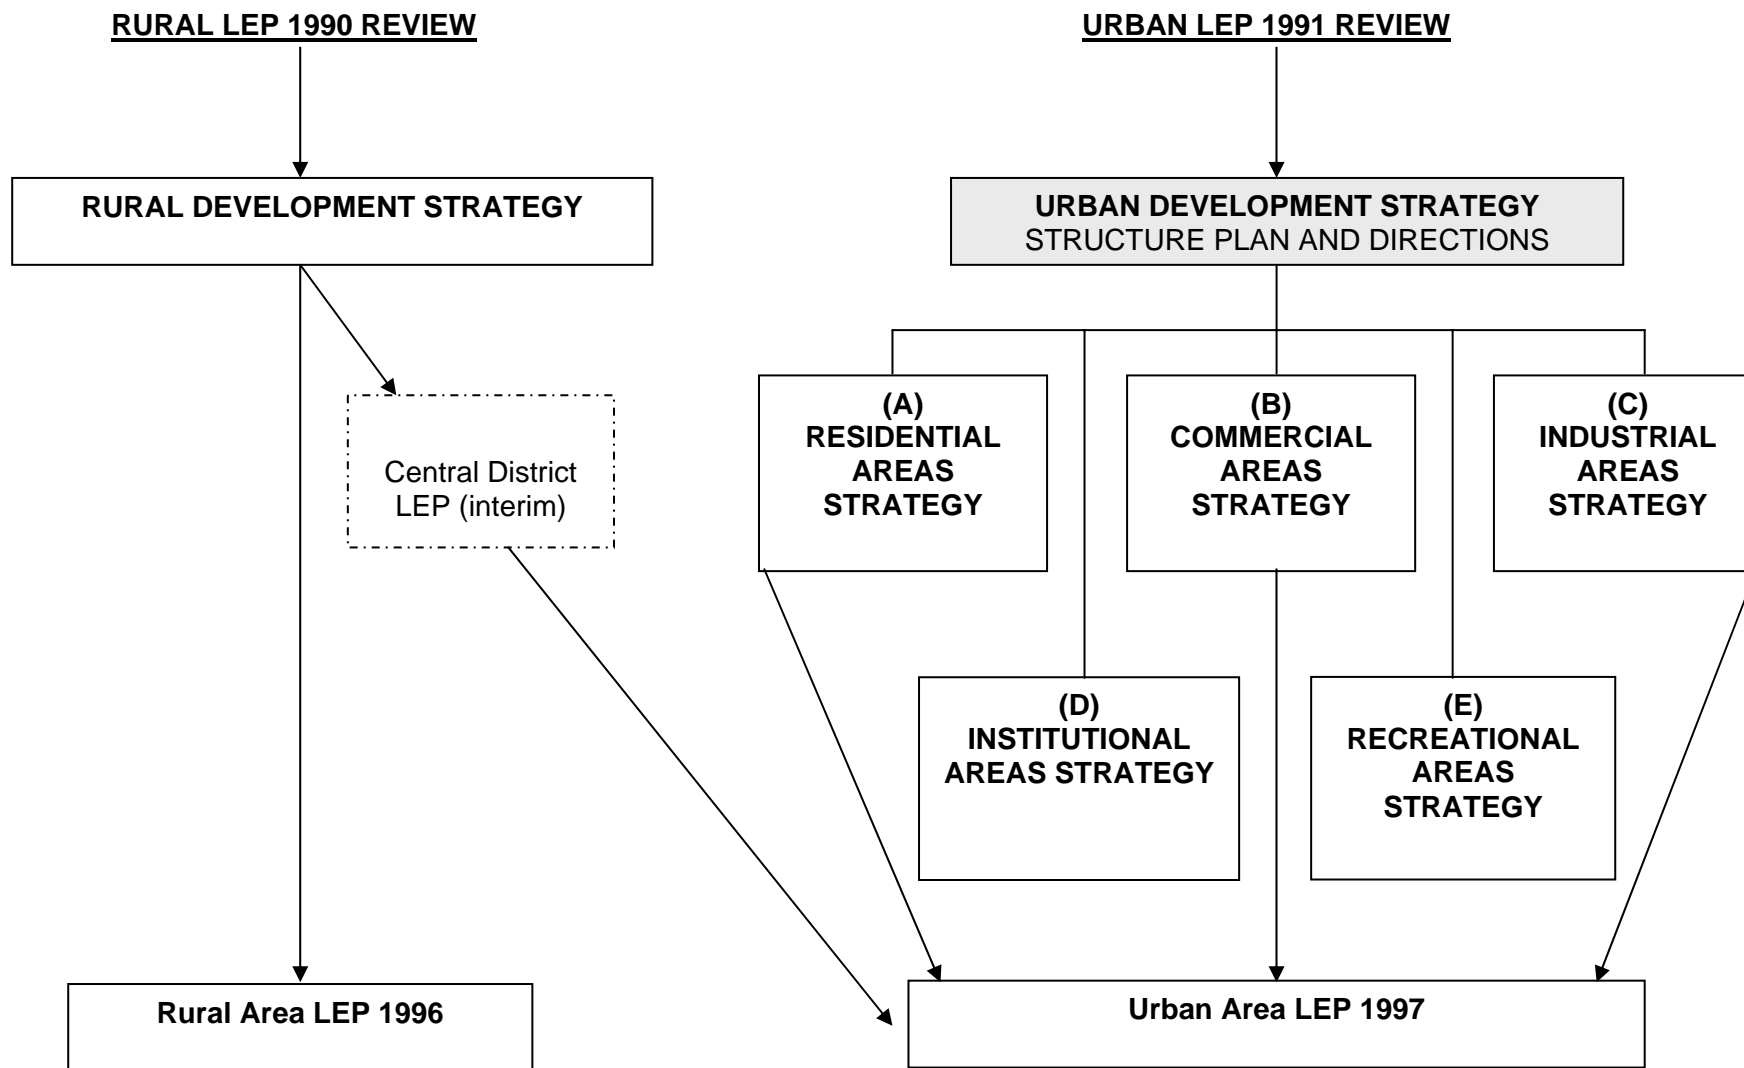 RURAL LEP 1990 REVIEW
URBAN LEP 1991 REVIEW
RURAL DEVELOPMENT STRATEGY
URBAN DEVELOPMENT STRATEGY
STRUCTURE PLAN AND DIRECTIONS
Central District
LEP (interim)
(A)
RESIDENTIAL
AREAS
STRATEGY
(B)
COMMERCIAL
AREAS
STRATEGY
(C)
INDUSTRIAL
AREAS
STRATEGY
(D)
INSTITUTIONAL
AREAS STRATEGY
(E)
RECREATIONAL
AREAS
STRATEGY
Rural Area LEP 1996
Urban Area LEP 1997